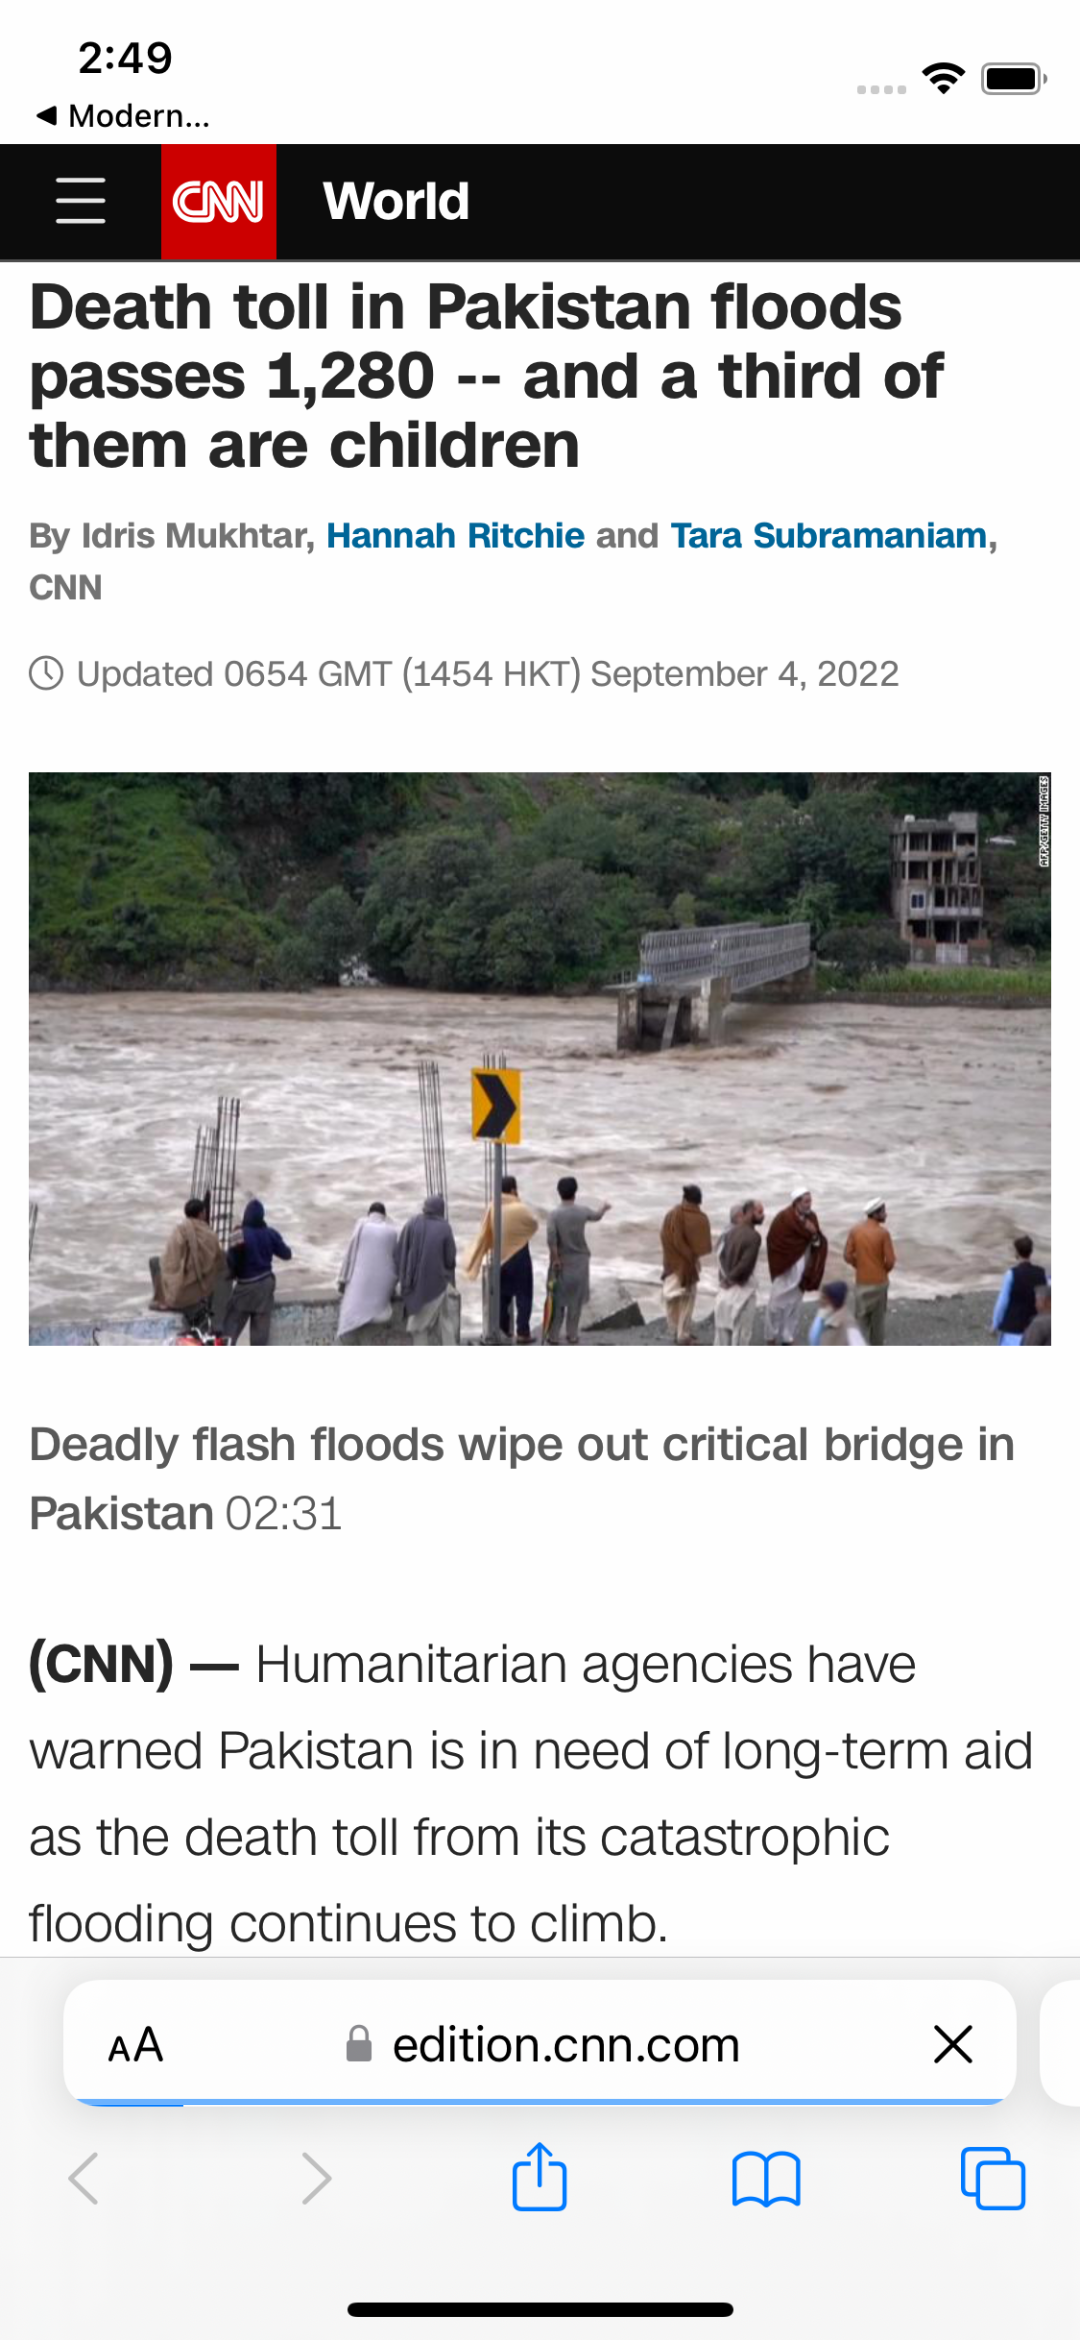 2:49
◀ Modern...
CNN World
Death toll in Pakistan floods
passes 1,280 -- and a third of
them are children
By Idris Mukhtar, Hannah Ritchie and Tara Subramaniam,
CNN
Updated 0654 GMT (1454 HKT) September 4, 2022
AFP/GETTY IMAGES
Deadly flash floods wipe out critical bridge in
Pakistan 02:31
(CNN) — Humanitarian agencies have
warned Pakistan is in need of long-term aid
as the death toll from its catastrophic
flooding continues to climb.
AA edition.cnn.com